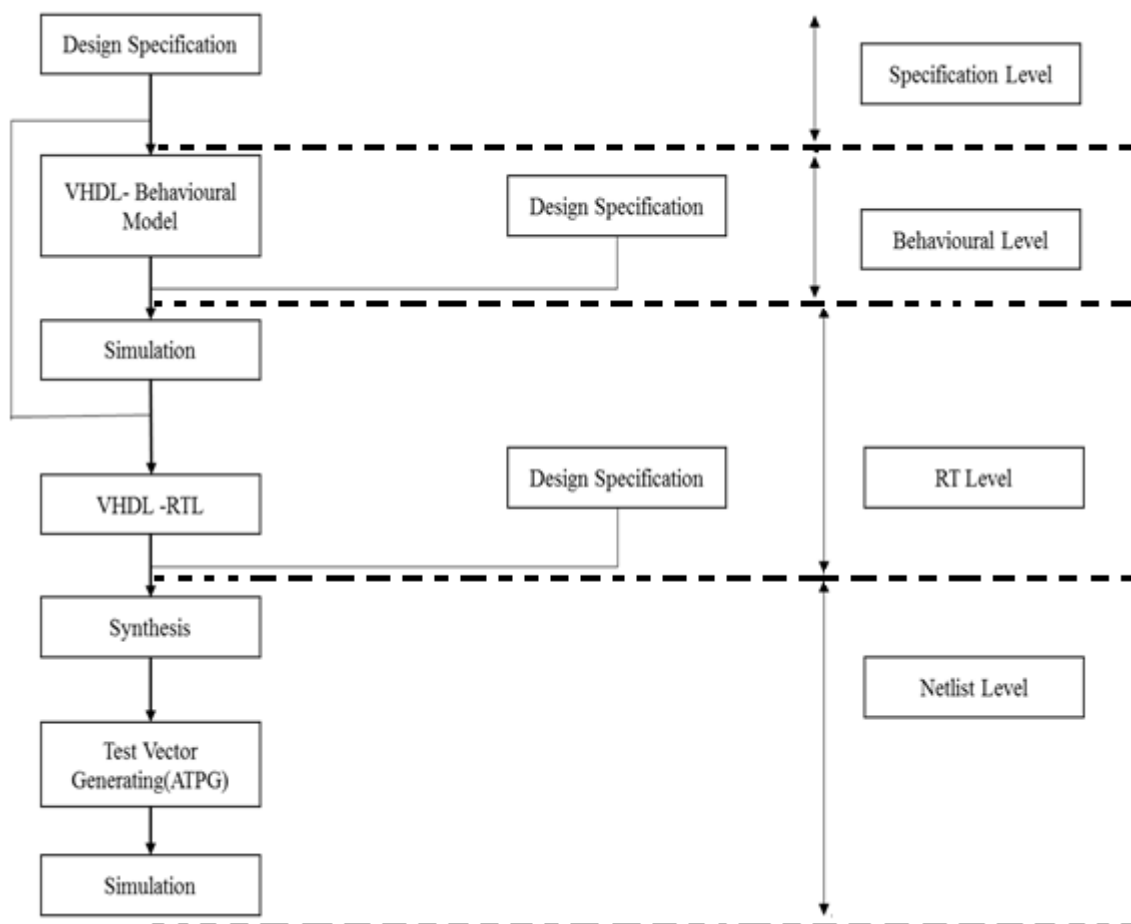 Design Specification
Specification Level
VHDL- Behavioural
Model
Design Specification
Behavioural Level
Simulation
Design Specification
RT Level
VHDL -RTL
Synthesis
Netlist Level
Test Vector
Generating(ATPG)
Simulation